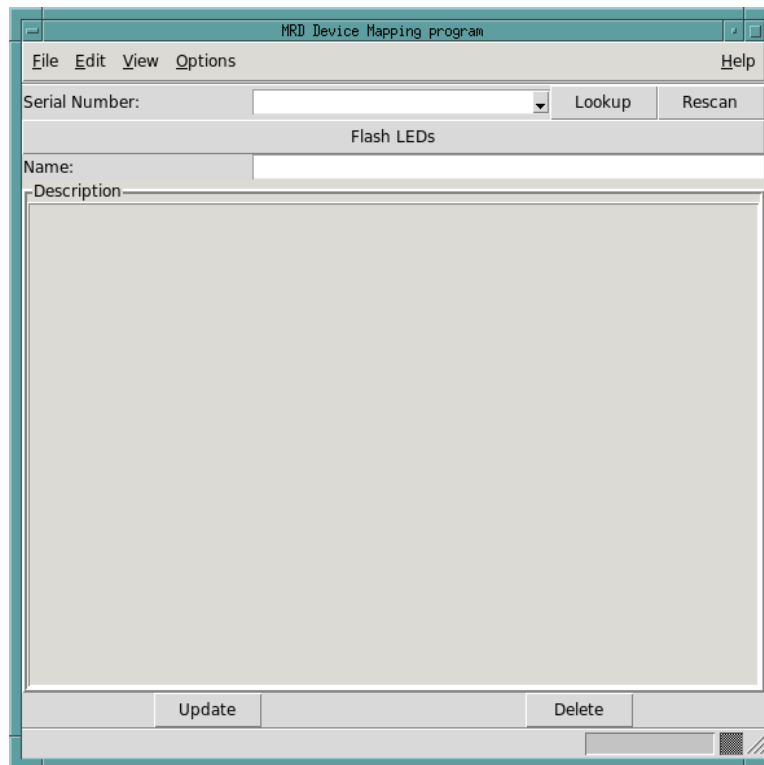 MRD Device Mapping program
File Edit View Options Help
Serial Number: Lookup Rescan
Flash LEDs
Name:
Description
Update Delete